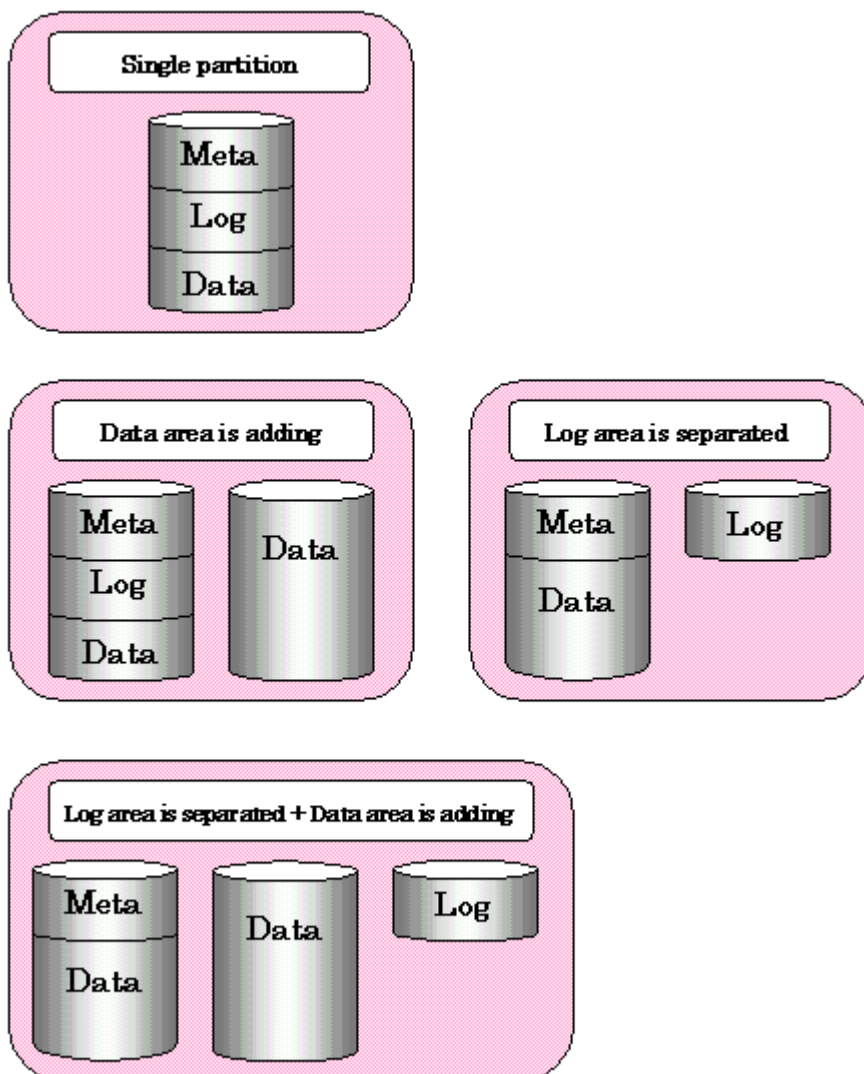 Single partition
Meta
Log
Data
Data area is adding
Meta
Log
Data
Data
Log area is separated
Meta
Data
Log
Log area is separated + Data area is adding
Meta
Data
Data
Log